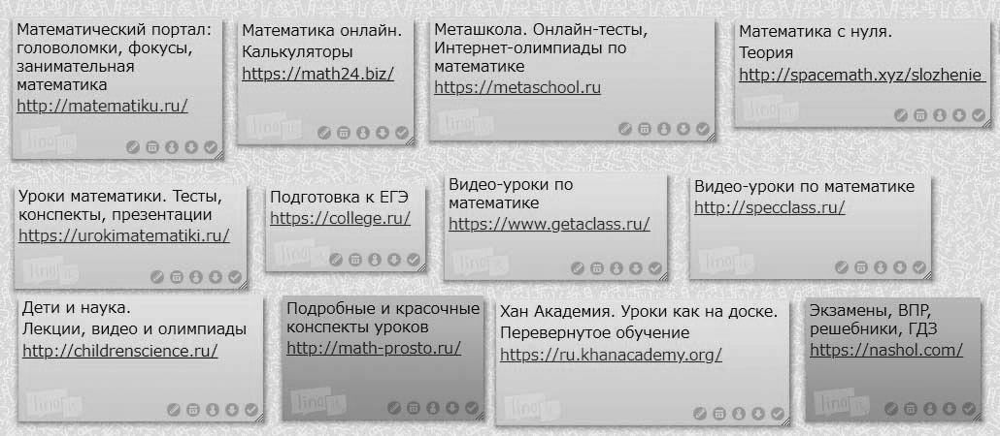 Математический портал:
головоломки, фокусы,
занимательная
математика
http://matematiku.ru/
Математика онлайн.
Калькуляторы
https://math24.biz/
Меташкола. Онлайн-тесты,
Интернет-олимпиады по
математике
https://metaschool.ru
Математика с нуля.
Теория
http://spacemath.xyz/slozhenie_
Уроки математики. Тесты,
конспекты, презентации
https://urokimatematiki.ru/
Подготовка к ЕГЭ
https://college.ru/
Видео-уроки по
математике
https://www.getaclass.ru/
Видео-уроки по математике
http://specclass.ru/
Дети и наука.
Лекции, видео и олимпиады
http://childrenscience.ru/
Подробные и красочные
конспекты уроков
http://math-prosto.ru/
Хан Академия. Уроки как на доске.
Перевернутое обучение
https://ru.khanacademy.org/
Экзамены, ВПР,
решебники, ГДЗ
https://nashol.com/